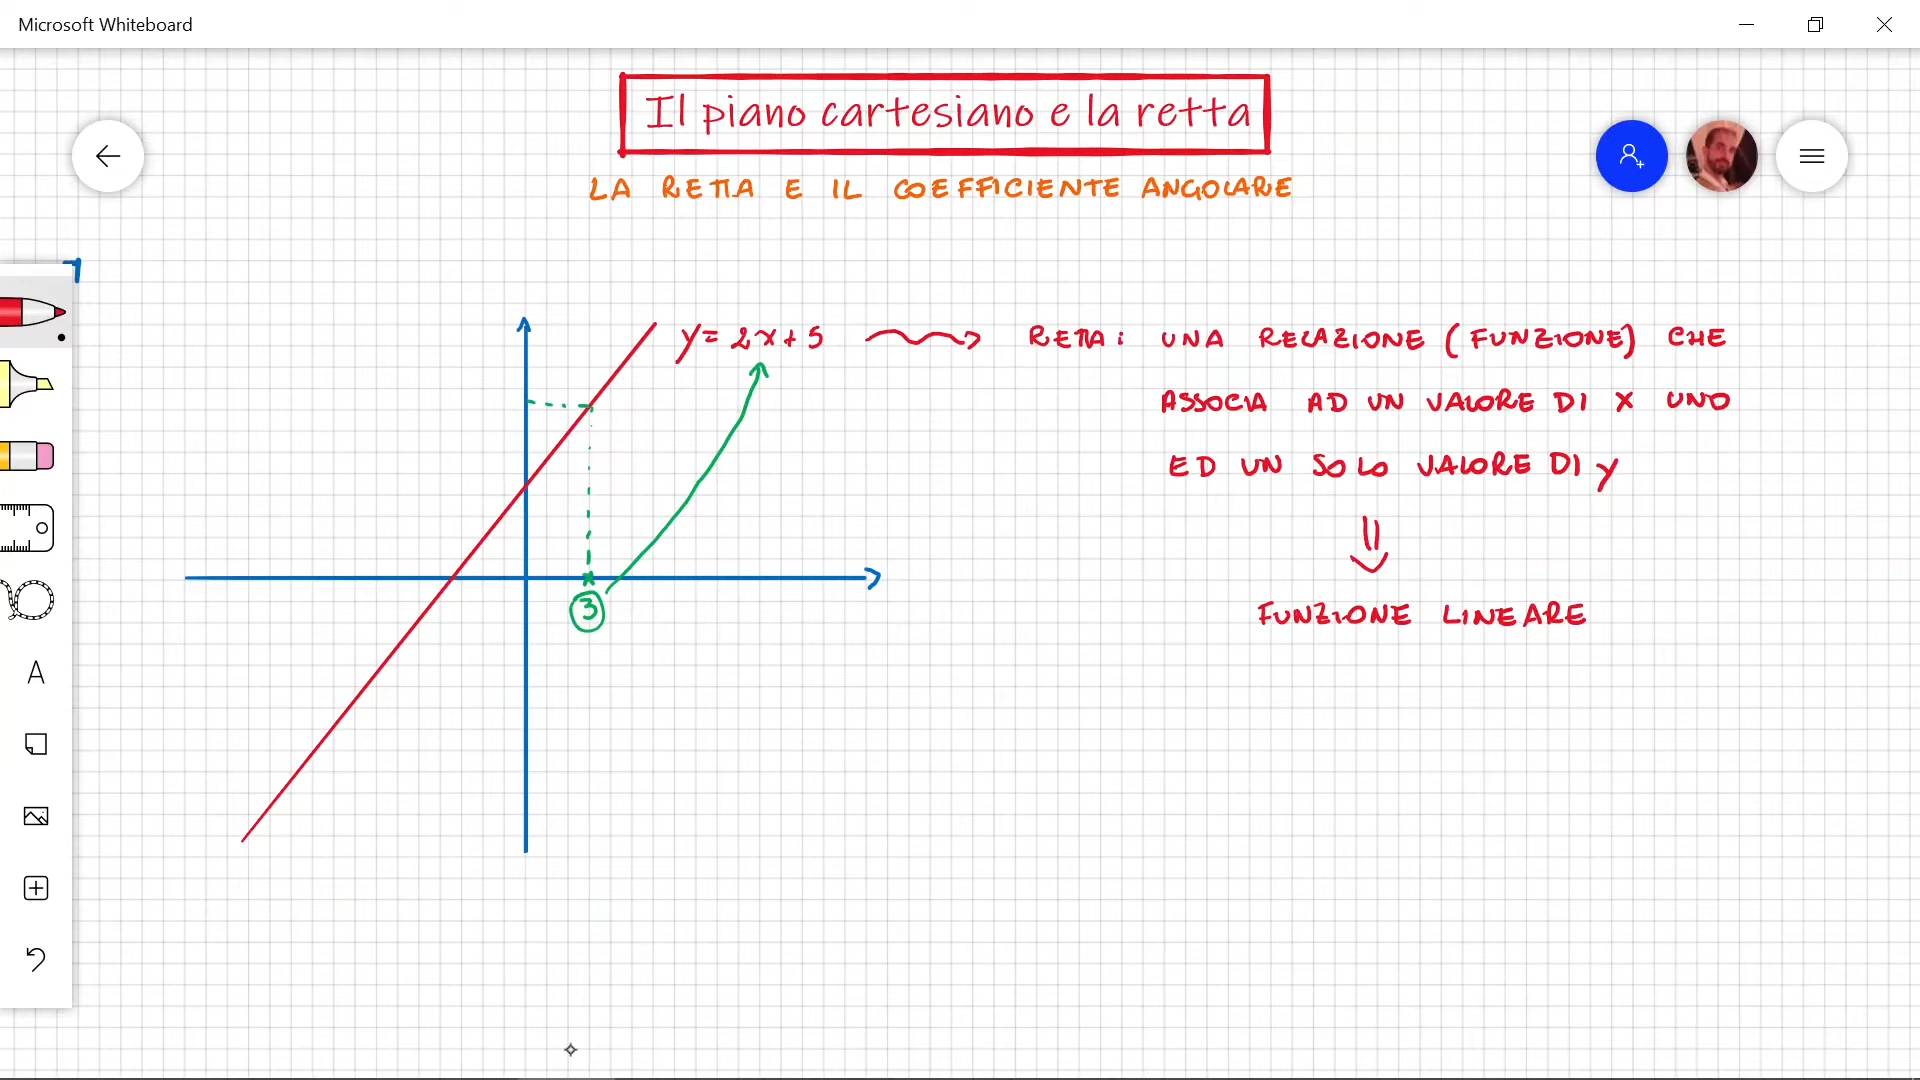 Microsoft Whiteboard
Il piano cartesiano e la retta
LA RETTA E IL COEFFICIENTE ANGOLARE
y = 2x + 5
RETTA : UNA RELAZIONE (FUNZIONE) CHE
ASSOCIA AD UN VALORE DI X UNO
ED UN SOLO VALORE DI y
FUNZIONE LINEARE
3
A